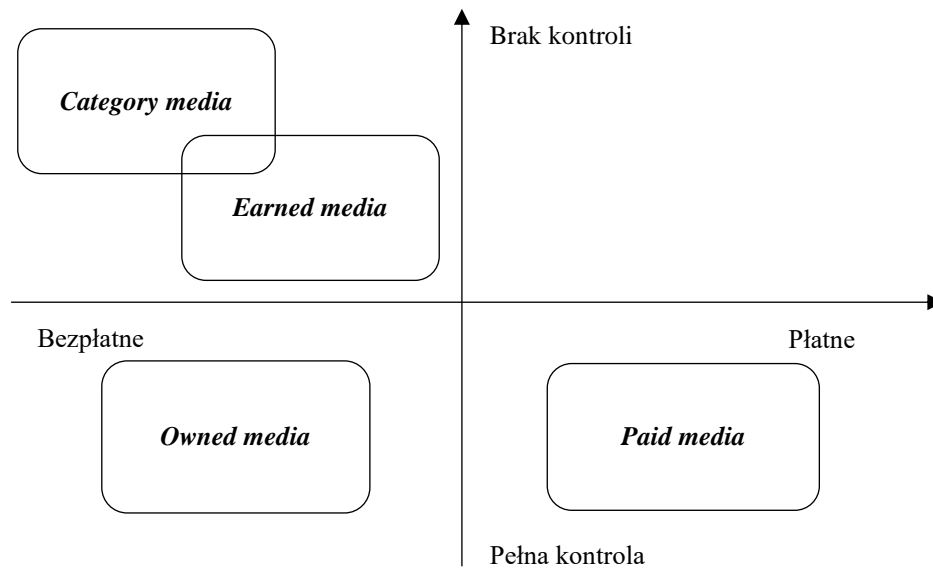 Brak kontroli
Category media
Earned media
Bezpłatne
Płatne
Owned media
Paid media
Pełna kontrola